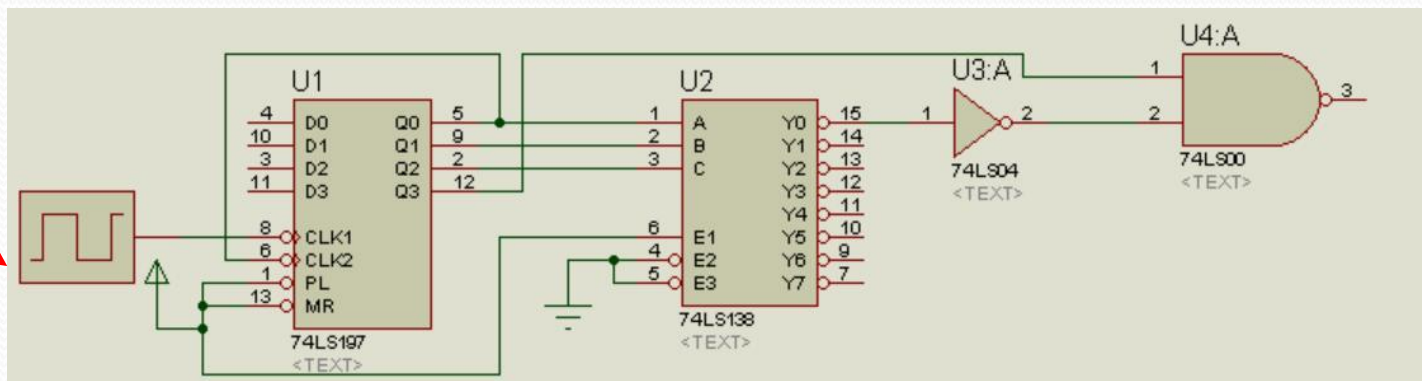 U1
4 D0 Q0 5
10 D1 Q1 9
3 D2 Q2 2
11 D3 Q3 12
8 CLK1
6 CLK2
1 PL
13 MR
74LS197
<TEXT>
U2
1 A Y0 15
2 B Y1 14
3 C Y2 13
Y3 12
Y4 11
6 E1 Y5 10
4 E2 Y6 9
5 E3 Y7 7
74LS138
<TEXT>
U3:A
1 2
74LS04
<TEXT>
U4:A
1
2
3
74LS00
<TEXT>